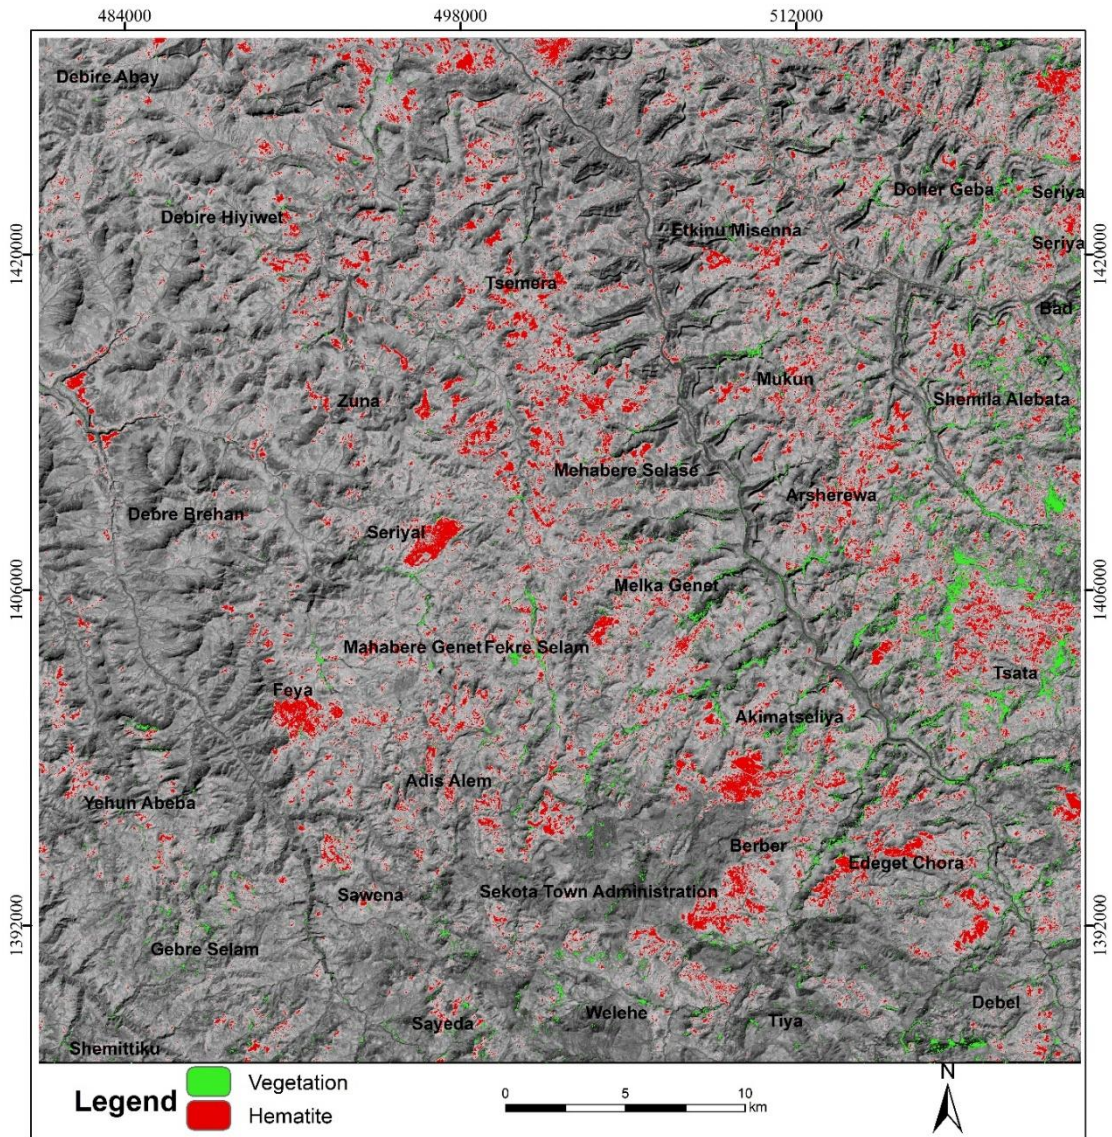 484000 498000 512000
Debire Abay
Doher Geba Seriya
Debire Hiyiwet
Etkinu Misenna
Seriya
1420000 1420000
Tsemera
Bad
Mukun
Zuna
Shemila Alebata
Mehabere Selase
Arsherewa
Debre Brehan
Seriyal
Melka Genet
1406000 1406000
Mahabere Genet Fekre Selam
Tsata
Feya
Akimatseliya
Adis Alem
Yehun Abeba
Berber
Edeget Chora
Sawena Sekota Town Administration
1392000 1392000
Gebre Selam
Debel
Welehe
Sayeda
Tiya
Shemittiku
Legend
Vegetation
Hematite
0 5 10
km
N